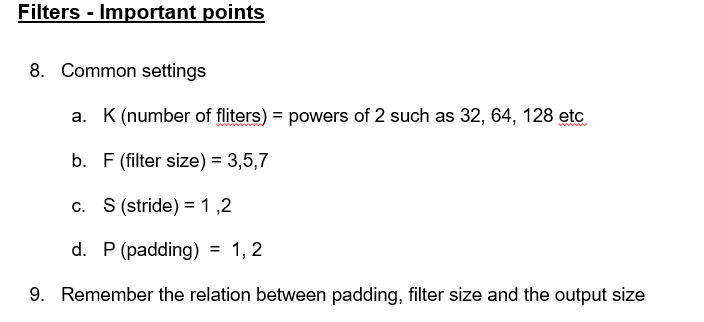 Filters - Important points
8. Common settings
a. K (number of fliters) = powers of 2 such as 32, 64, 128 etc
b. F (filter size) = 3,5,7
c. S (stride) = 1 ,2
d. P (padding) = 1, 2
9. Remember the relation between padding, filter size and the output size